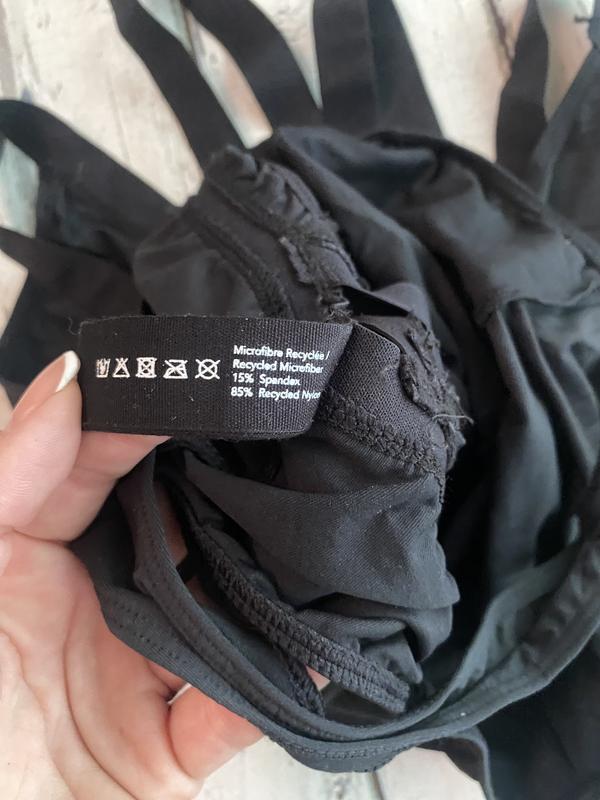 Microfibre Recyclée /
Recycled Microfiber
15% Spandex
85% Recycled Nylon